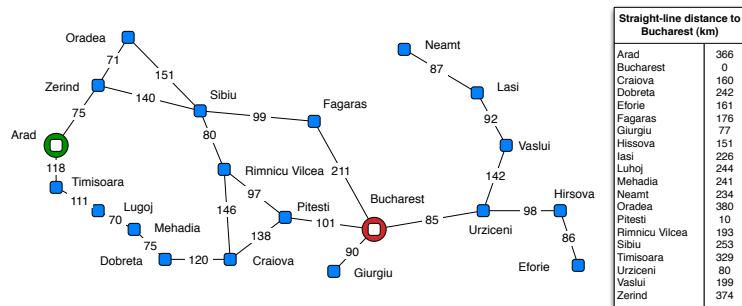 Oradea
71
151
Zerind
140
Sibiu
75
99
Fagaras
Arad
80
118
Timisoara
Rimnicu Vilcea
211
111
Lugoj
97
Pitesti
Bucharest
70
Mehadia
146
101
85
75
138
90
Dobreta
120
Craiova
Giurgiu
Neamt
87
Lasi
92
Vaslui
142
Hirsova
98
Urziceni
86
Eforie
Straight-line distance to
Bucharest (km)
Arad 366
Bucharest 0
Craiova 160
Dobreta 242
Eforie 161
Fagaras 176
Giurgiu 77
Hissova 151
Iasi 226
Luhoj 244
Mehadia 241
Neamt 234
Oradea 380
Pitesti 10
Rimnicu Vilcea 193
Sibiu 253
Timisoara 329
Urziceni 80
Vaslui 199
Zerind 374